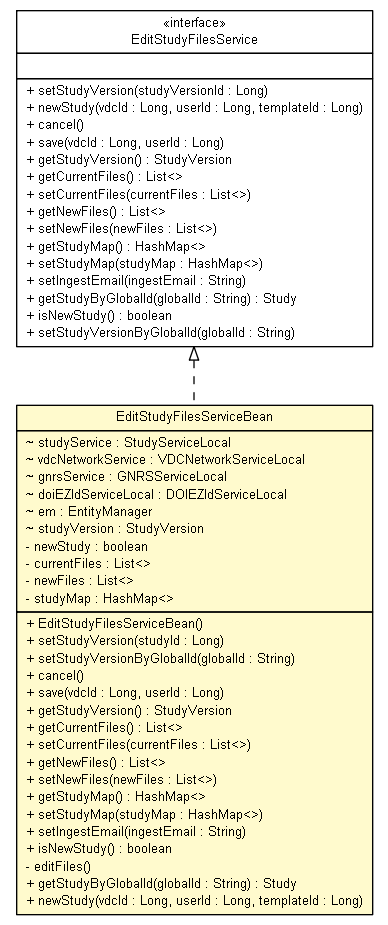 «interface»
EditStudyFilesService
+ setStudyVersion(studyVersionId : Long)
+ newStudy(vdcId : Long, userId : Long, templateId : Long)
+ cancel()
+ save(vdcId : Long, userId : Long)
+ getStudyVersion() : StudyVersion
+ getCurrentFiles() : List<>
+ setCurrentFiles(currentFiles : List<>)
+ getNewFiles() : List<>
+ setNewFiles(newFiles : List<>)
+ getStudyMap() : HashMap<>
+ setStudyMap(studyMap : HashMap<>)
+ setIngestEmail(ingestEmail : String)
+ getStudyByGlobalId(globalId : String) : Study
+ isNewStudy() : boolean
+ setStudyVersionByGlobalId(globalId : String)
EditStudyFilesServiceBean
~ studyService : StudyServiceLocal
~ vdcNetworkService : VDCNetworkServiceLocal
~ gnrsService : GNRSServiceLocal
~ doiEZIdServiceLocal : DOIEZIdServiceLocal
~ em : EntityManager
~ studyVersion : StudyVersion
- newStudy : boolean
- currentFiles : List<>
- newFiles : List<>
- studyMap : HashMap<>
+ EditStudyFilesServiceBean()
+ setStudyVersion(studyId : Long)
+ setStudyVersionByGlobalId(globalId : String)
+ cancel()
+ save(vdcId : Long, userId : Long)
+ getStudyVersion() : StudyVersion
+ getCurrentFiles() : List<>
+ setCurrentFiles(currentFiles : List<>)
+ getNewFiles() : List<>
+ setNewFiles(newFiles : List<>)
+ getStudyMap() : HashMap<>
+ setStudyMap(studyMap : HashMap<>)
+ setIngestEmail(ingestEmail : String)
+ isNewStudy() : boolean
- editFiles()
+ getStudyByGlobalId(globalId : String) : Study
+ newStudy(vdcId : Long, userId : Long, templateId : Long)